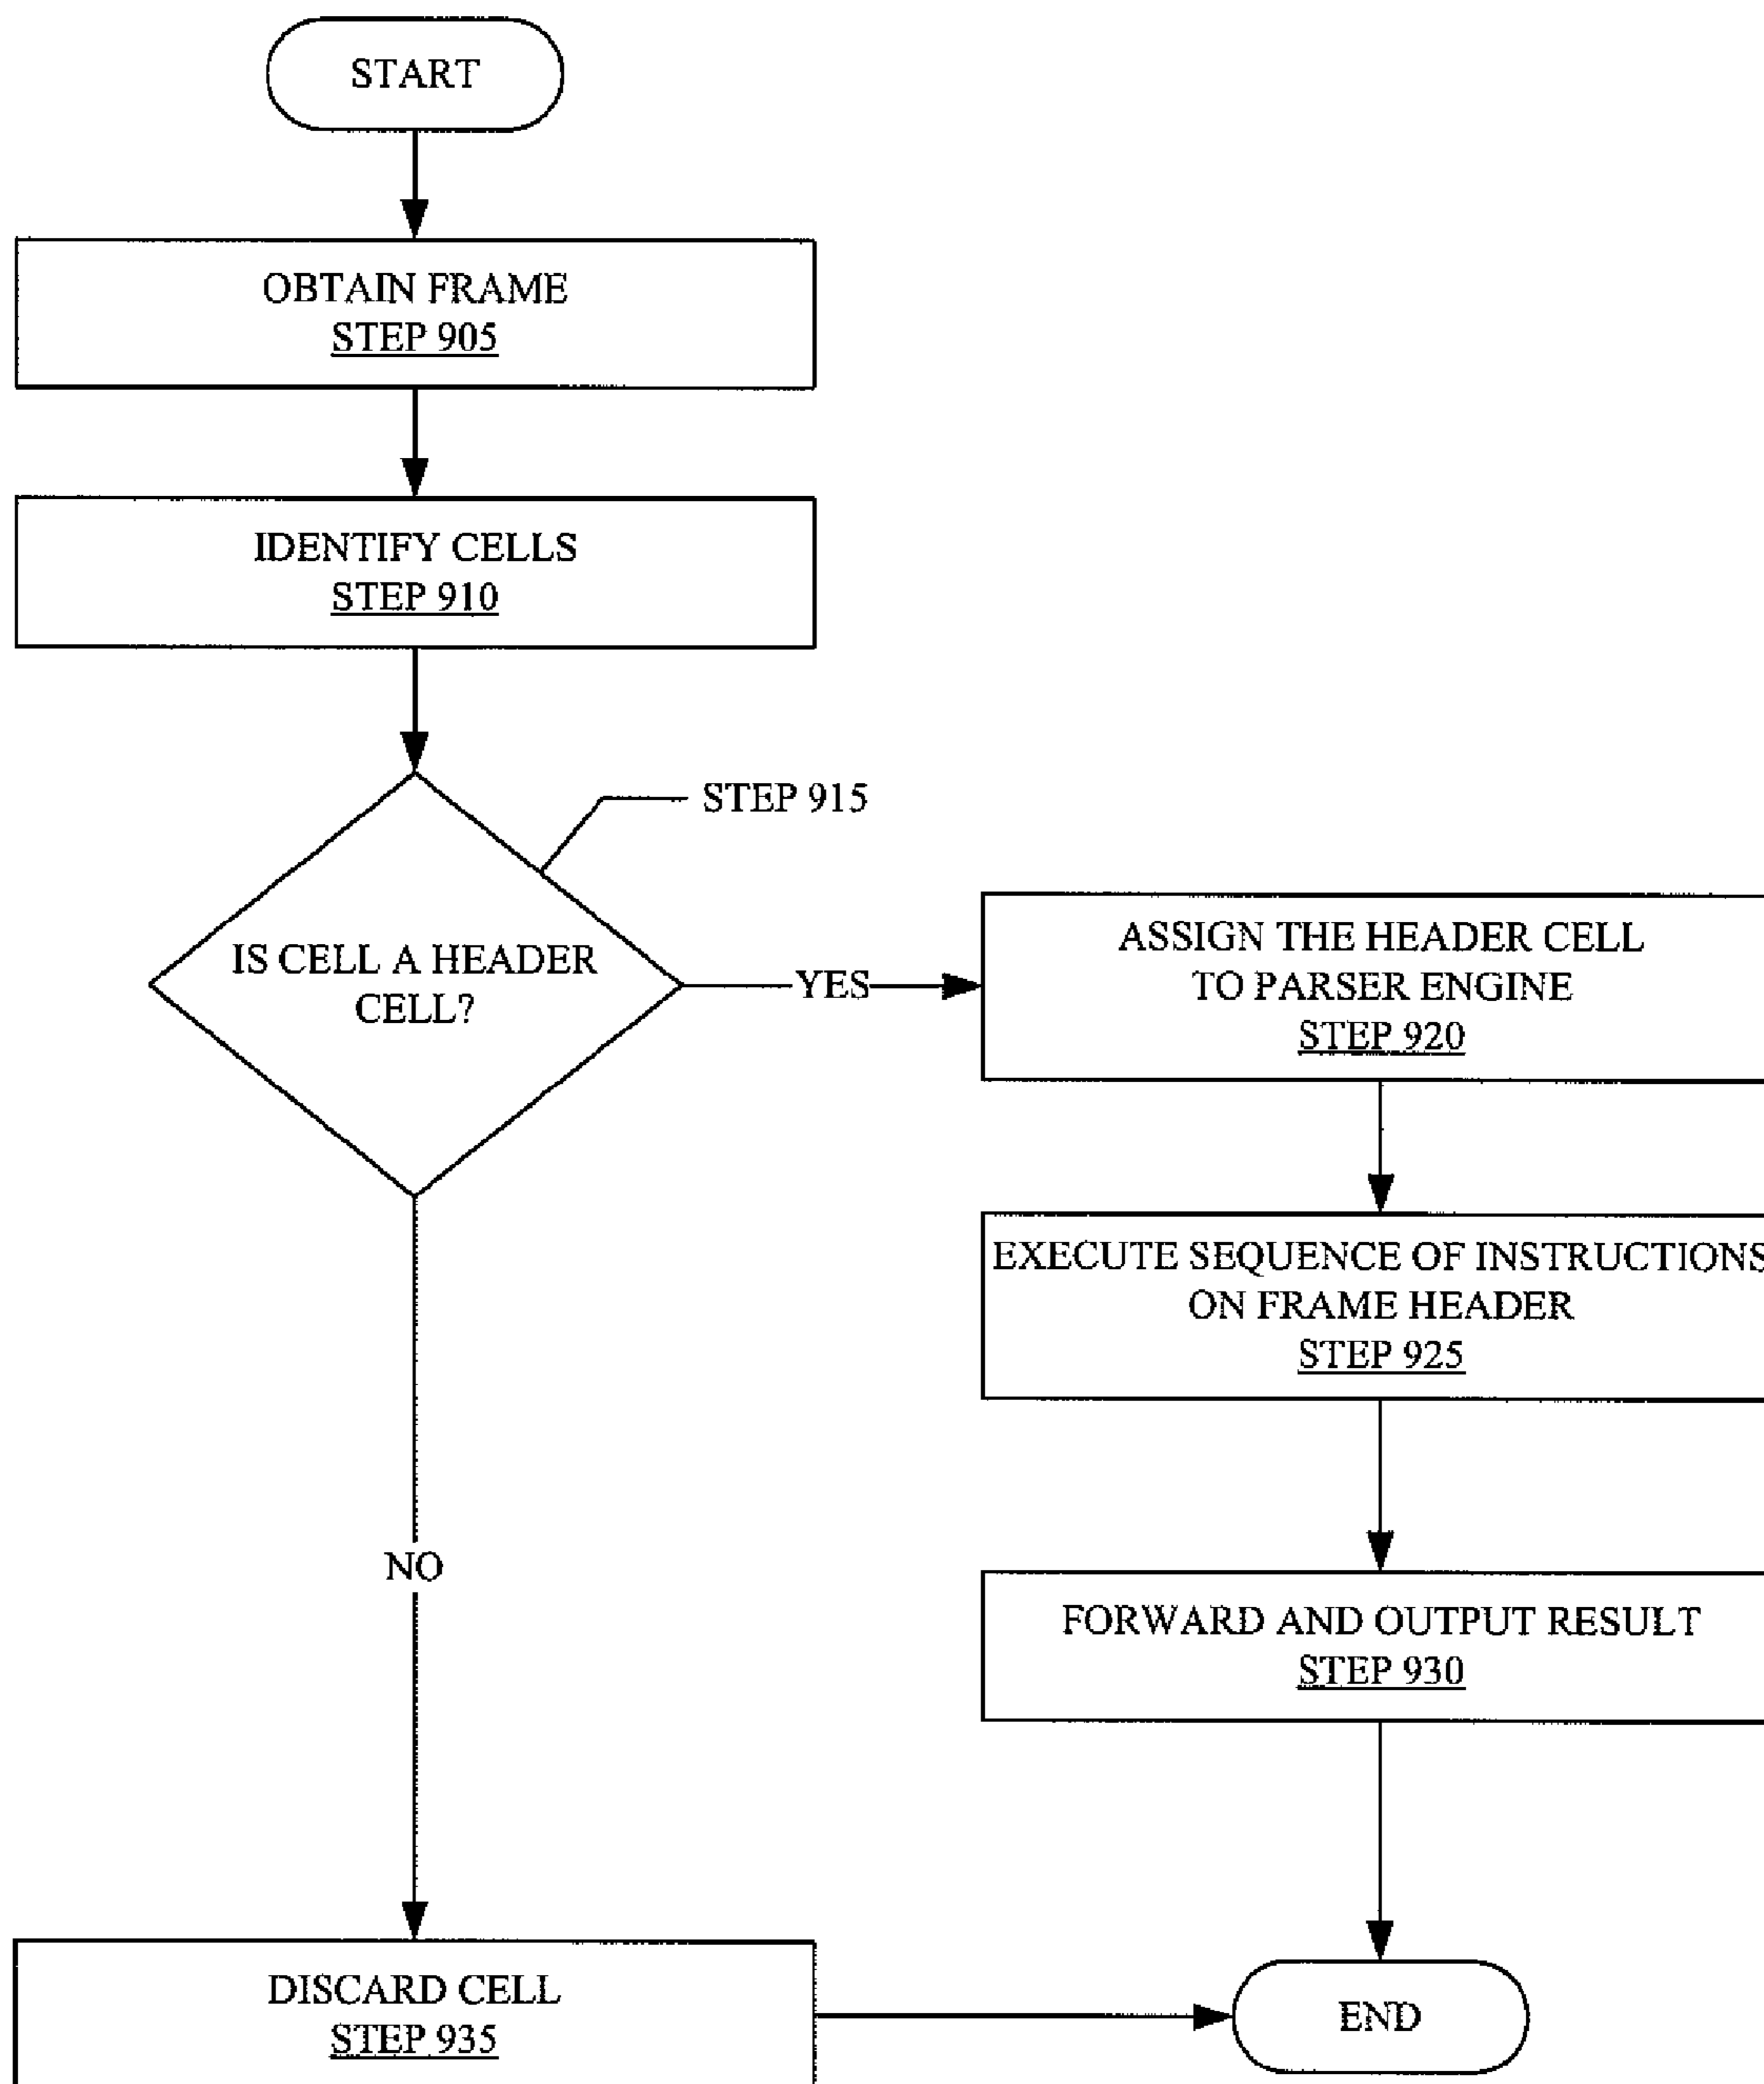 START
OBTAIN FRAME
STEP 905
IDENTIFY CELLS
STEP 910
STEP 915
IS CELL A HEADER
CELL?
YES
ASSIGN THE HEADER CELL
TO PARSER ENGINE
STEP 920
EXECUTE SEQUENCE OF INSTRUCTIONS
ON FRAME HEADER
STEP 925
NO
FORWARD AND OUTPUT RESULT
STEP 930
DISCARD CELL
STEP 935
END